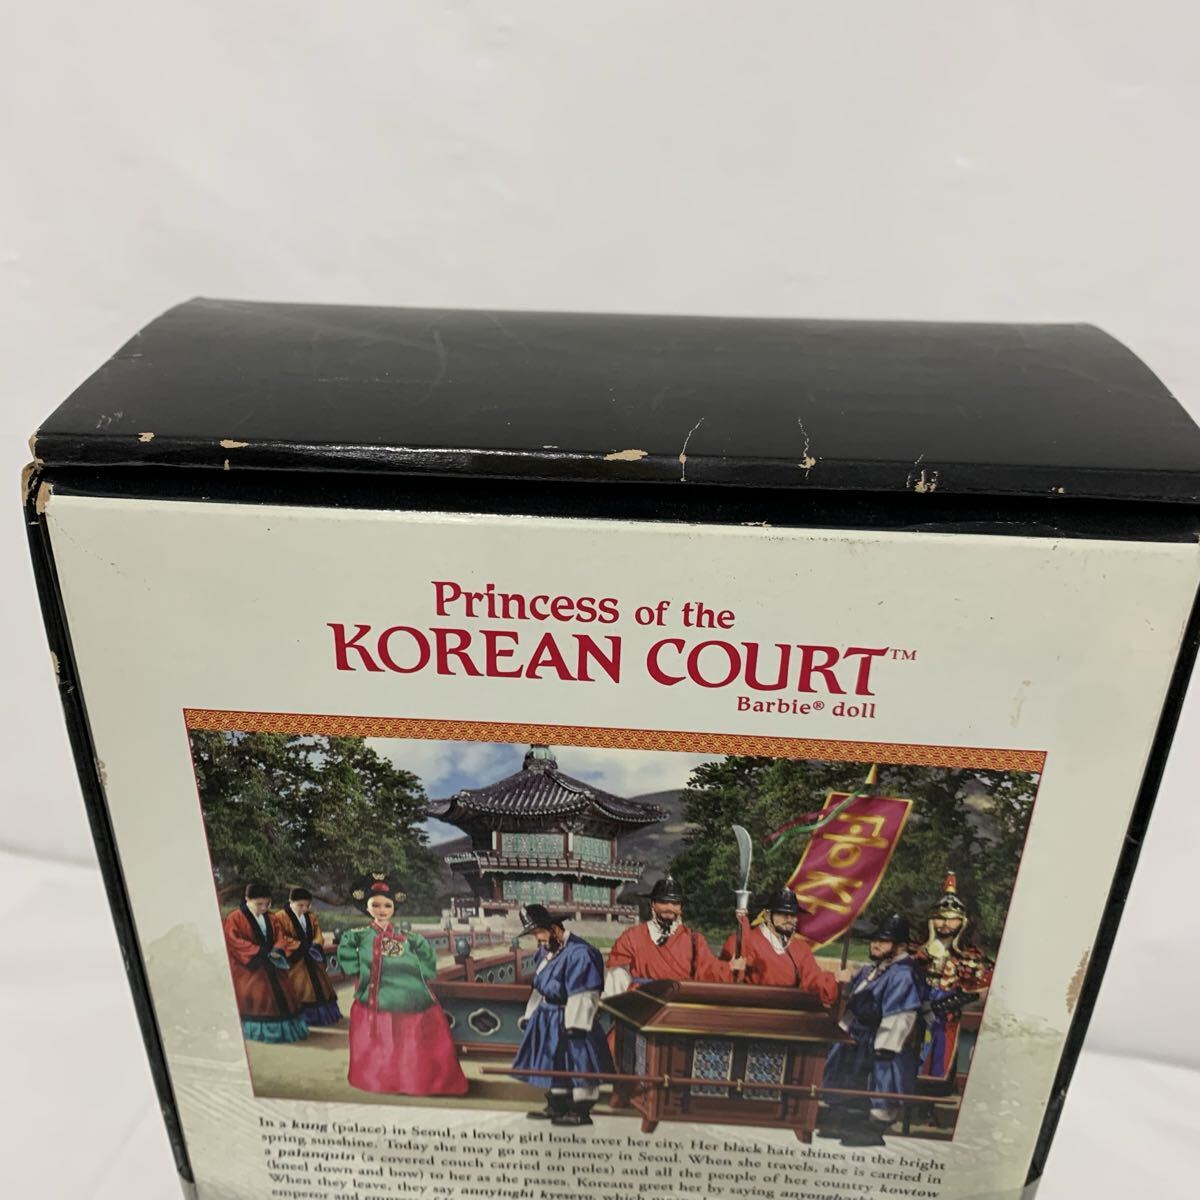 Princess of the
KOREAN COURT™
Barbie® doll
공주
In a kung (palace) in Seoul, a lovely girl looks over her city. Her black hair shines in the bright
spring sunshine. Today she may go on a journey in Seoul. When she travels, she is carried in
a palanquin (a covered couch carried on poles) and all the people of her country kowtow
(kneel down and bow) to her as she passes. Koreans greet her by saying
When they leave, they say annyinghi kyeseyo, which
emperor and